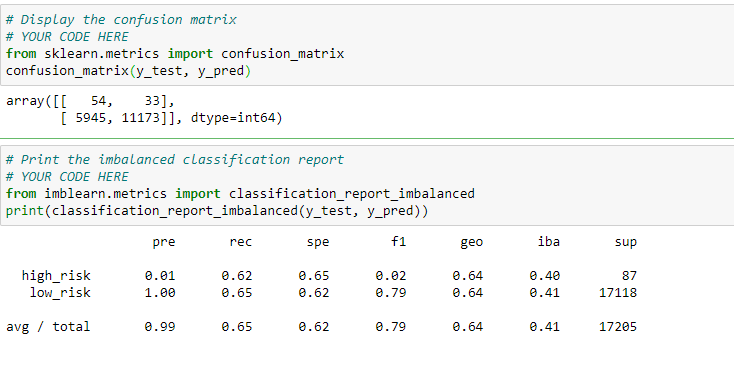 # Display the confusion matrix
# YOUR CODE HERE
from sklearn.metrics import confusion_matrix
confusion_matrix(y_test, y_pred)
array([[   54,    33],
       [ 5945, 11173]], dtype=int64)
# Print the imbalanced classification report
# YOUR CODE HERE
from imblearn.metrics import classification_report_imbalanced
print(classification_report_imbalanced(y_test, y_pred))
pre rec spe f1 geo iba sup
high_risk 0.01 0.62 0.65 0.02 0.64 0.40 87
low_risk 1.00 0.65 0.62 0.79 0.64 0.41 17118
avg / total 0.99 0.65 0.62 0.79 0.64 0.41 17205